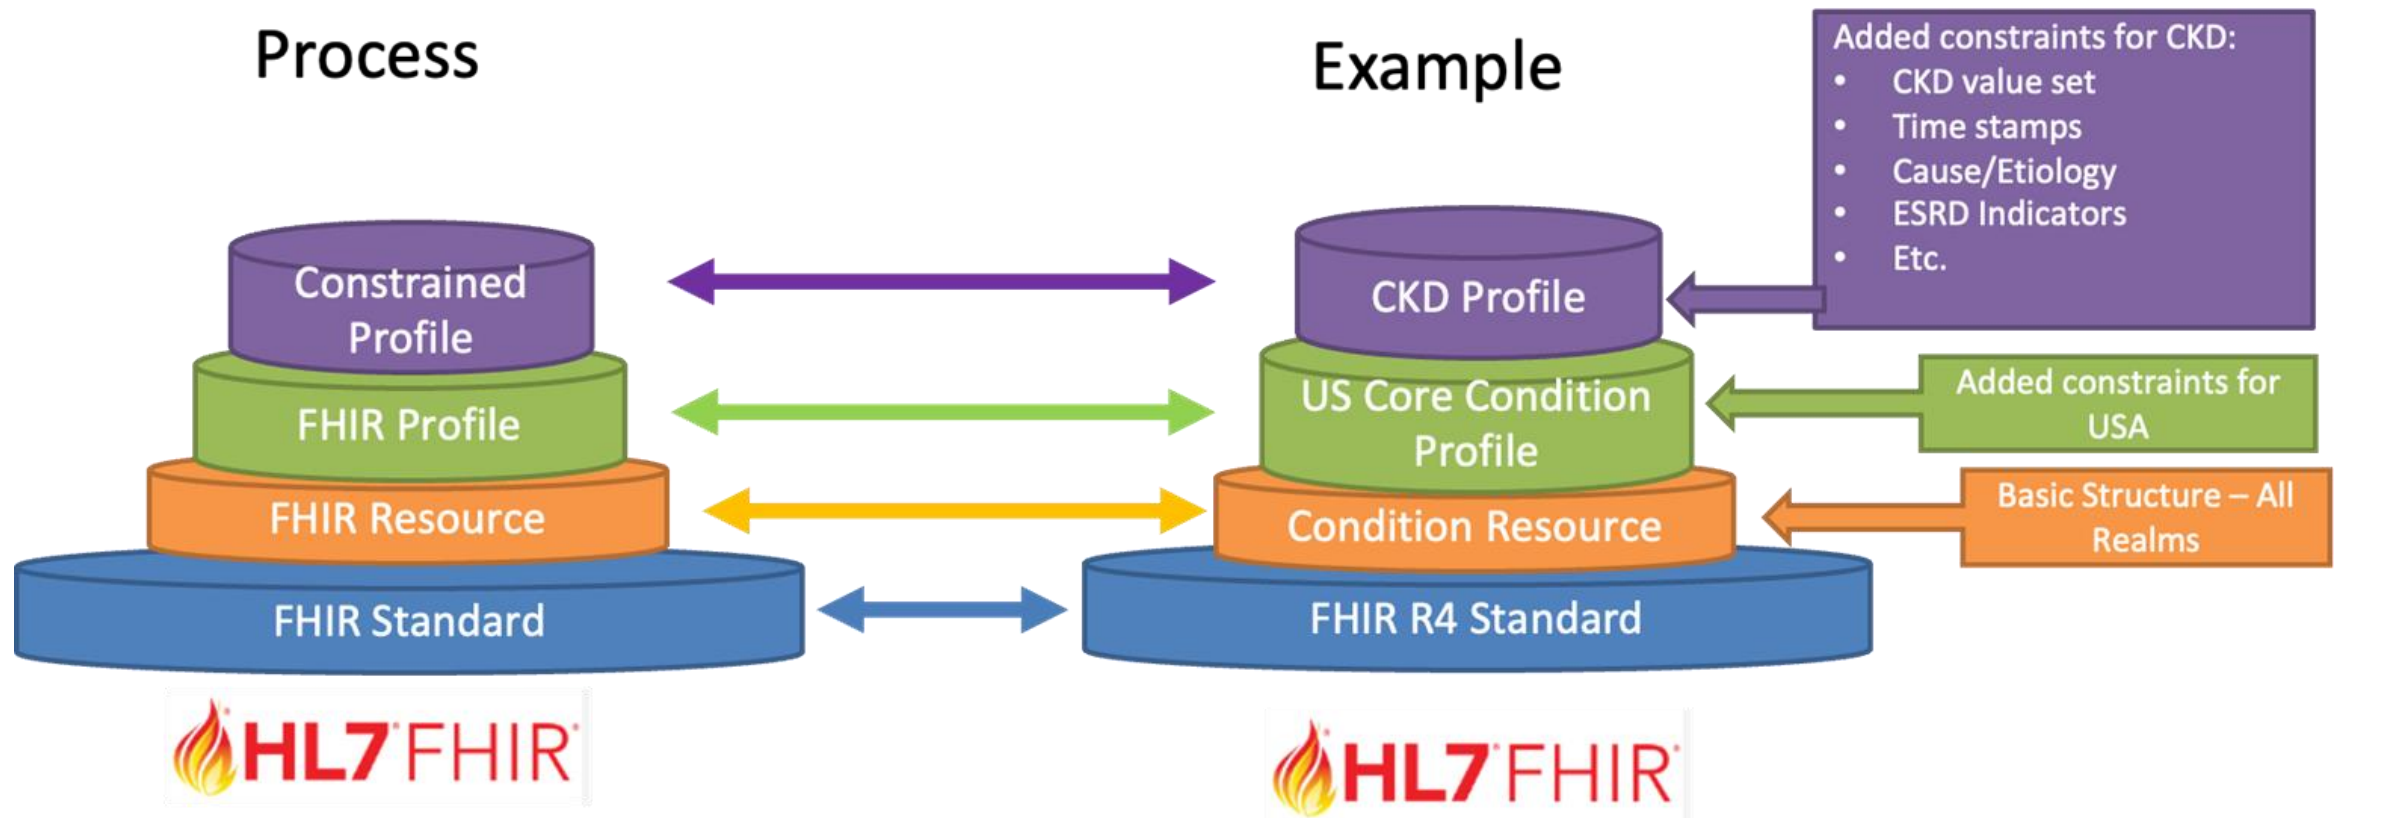 Process
Example
Added constraints for CKD:
• CKD value set
• Time stamps
• Cause/Etiology
• ESRD Indicators
• Etc.
Constrained
Profile
CKD Profile
FHIR Profile
US Core Condition
Profile
Added constraints for
USA
FHIR Resource
Condition Resource
Basic Structure – All
Realms
FHIR Standard
FHIR R4 Standard
HL7® FHIR®
HL7® FHIR®